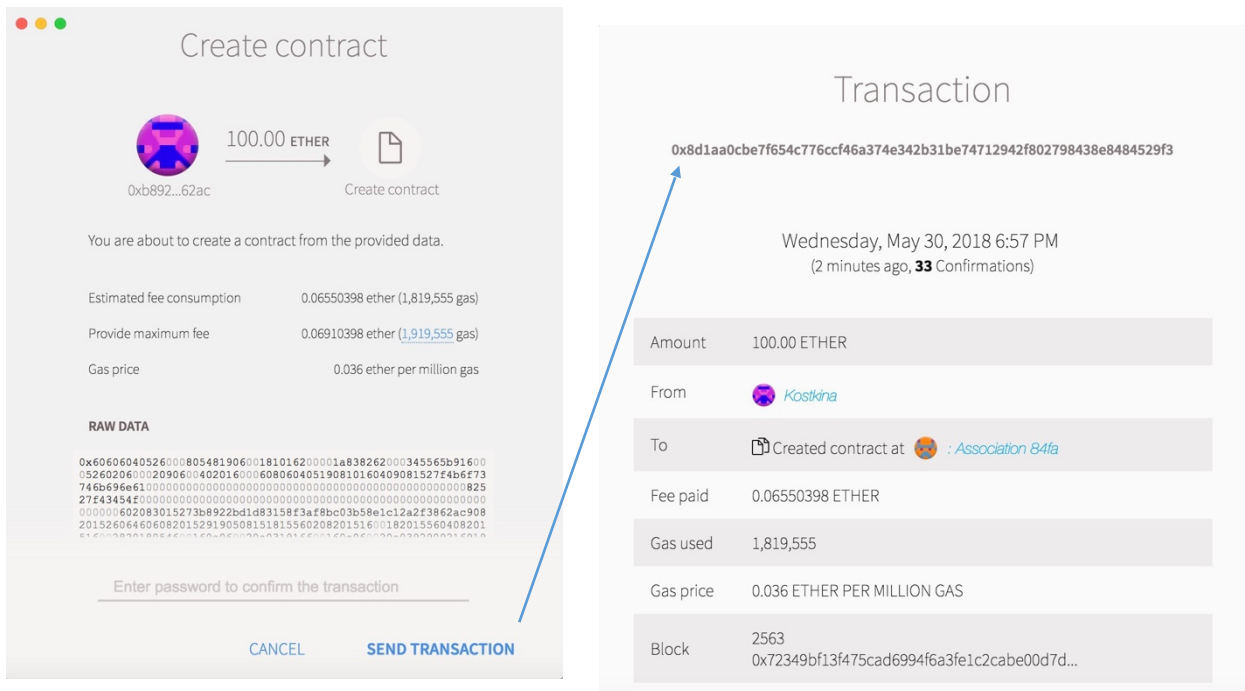 Create contract
100.00 ETHER
0xb892...62ac
Create contract
You are about to create a contract from the provided data.
Estimated fee consumption 0.06550398 ether (1,819,555 gas)
Provide maximum fee 0.06910398 ether (1,919,555 gas)
Gas price 0.036 ether per million gas
RAW DATA
0x6060604052600080548190600181016200001a838262000345565b91600
052602060002090600402016000608060405190810160409081527f4b6f73
746b696e610000000000000000000000000000000000000000000000825
27f43454f0000000000000000000000000000000000000000000000000
000000602083015273b8922bd1d83158f3af8bc03b58e1c12a2f3862ac908
2015260646060820152919050815181556020820151600182015560408201
Enter password to confirm the transaction
CANCEL SEND TRANSACTION
Transaction
0x8d1aa0cbe7f654c776ccf46a374e342b31be74712942f802798438e8484529f3
Wednesday, May 30, 2018 6:57 PM
(2 minutes ago, 33 Confirmations)
Amount 100.00 ETHER
From Kostkina
To Created contract at : Association 84fa
Fee paid 0.06550398 ETHER
Gas used 1,819,555
Gas price 0.036 ETHER PER MILLION GAS
Block 2563
0x72349bf13f475cad6994f6a3fe1c2cabe00d7d...